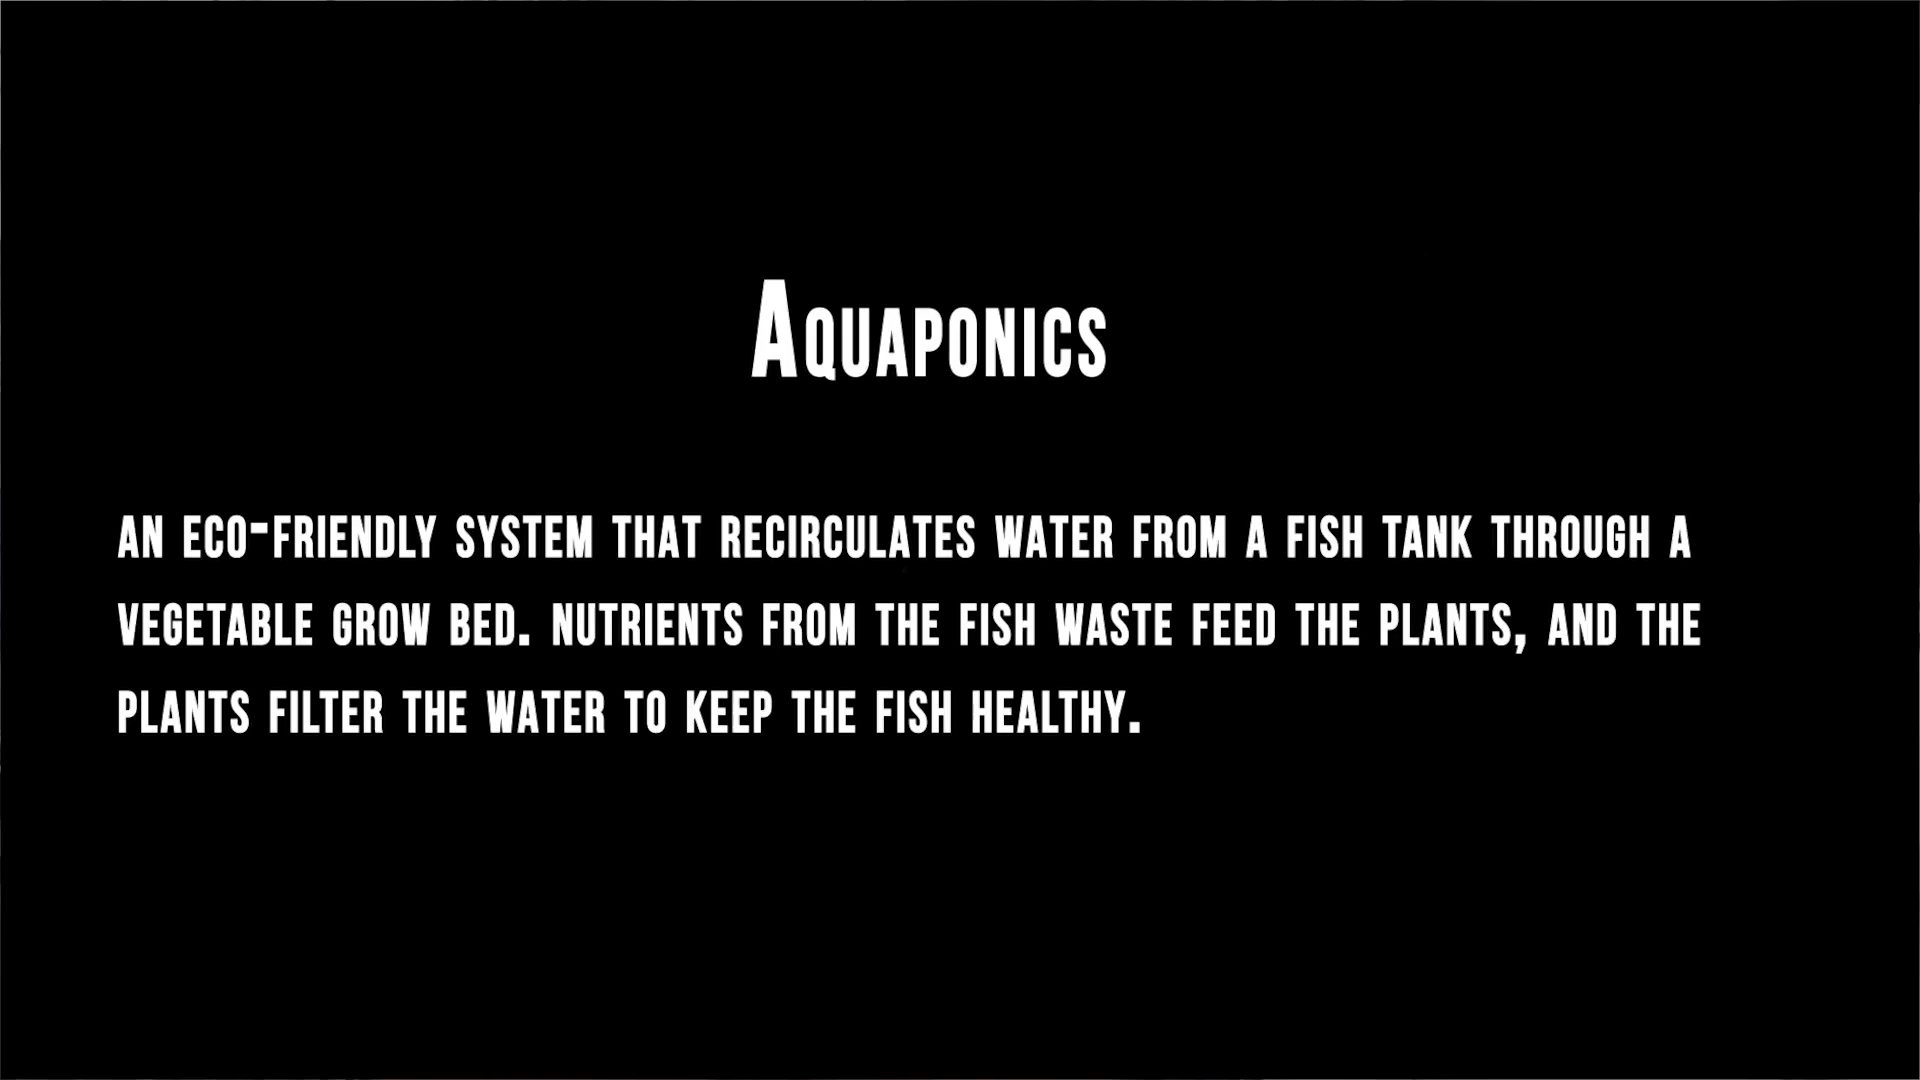 Aquaponics
an eco-friendly system that recirculates water from a fish tank through a
vegetable grow bed. Nutrients from the fish waste feed the plants, and the
plants filter the water to keep the fish healthy.